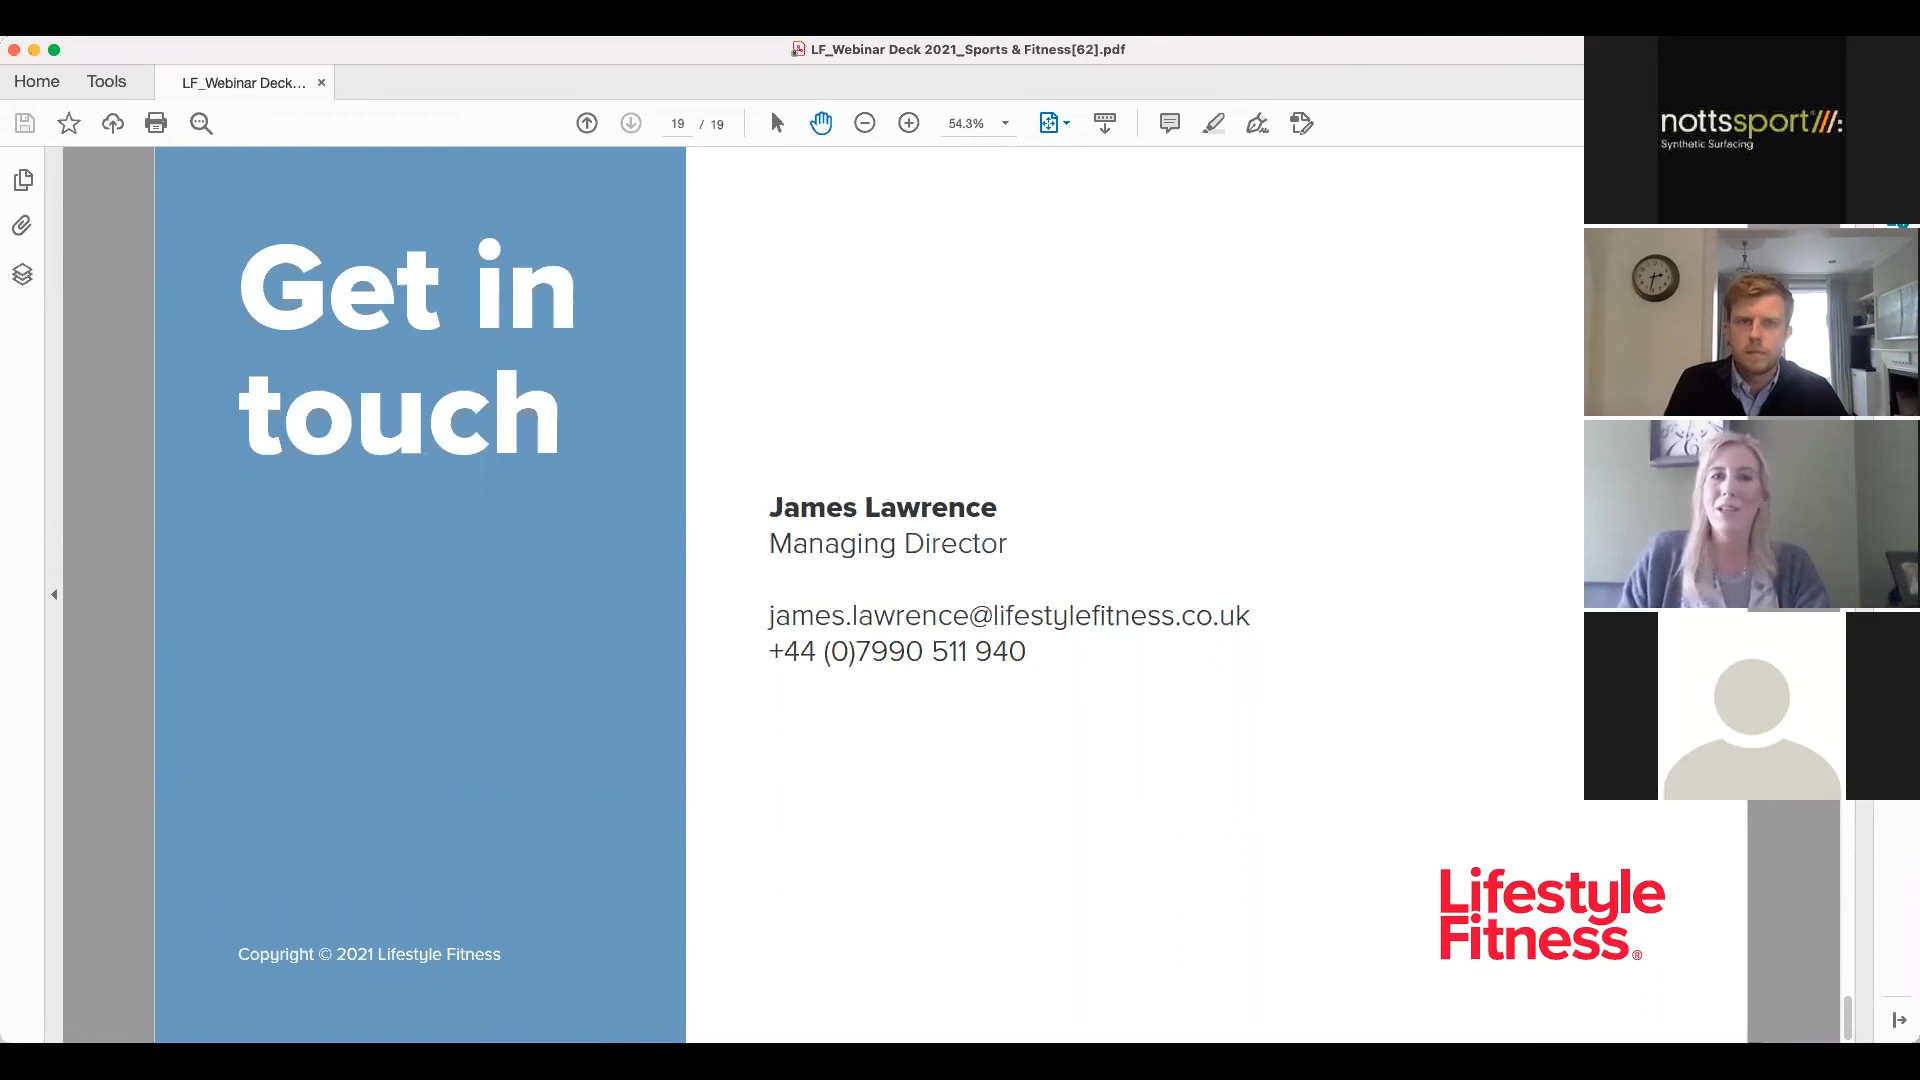 LF_Webinar Deck 2021_Sports & Fitness[62].pdf
Home
Tools
LF_Webinar Deck... ×
19 / 19
54.3%
nottssport///:
Synthetic Surfacing
Get in
touch
James Lawrence
Managing Director
james.lawrence@lifestylefitness.co.uk
+44 (0)7990 511 940
Copyright © 2021 Lifestyle Fitness
Lifestyle
Fitness®